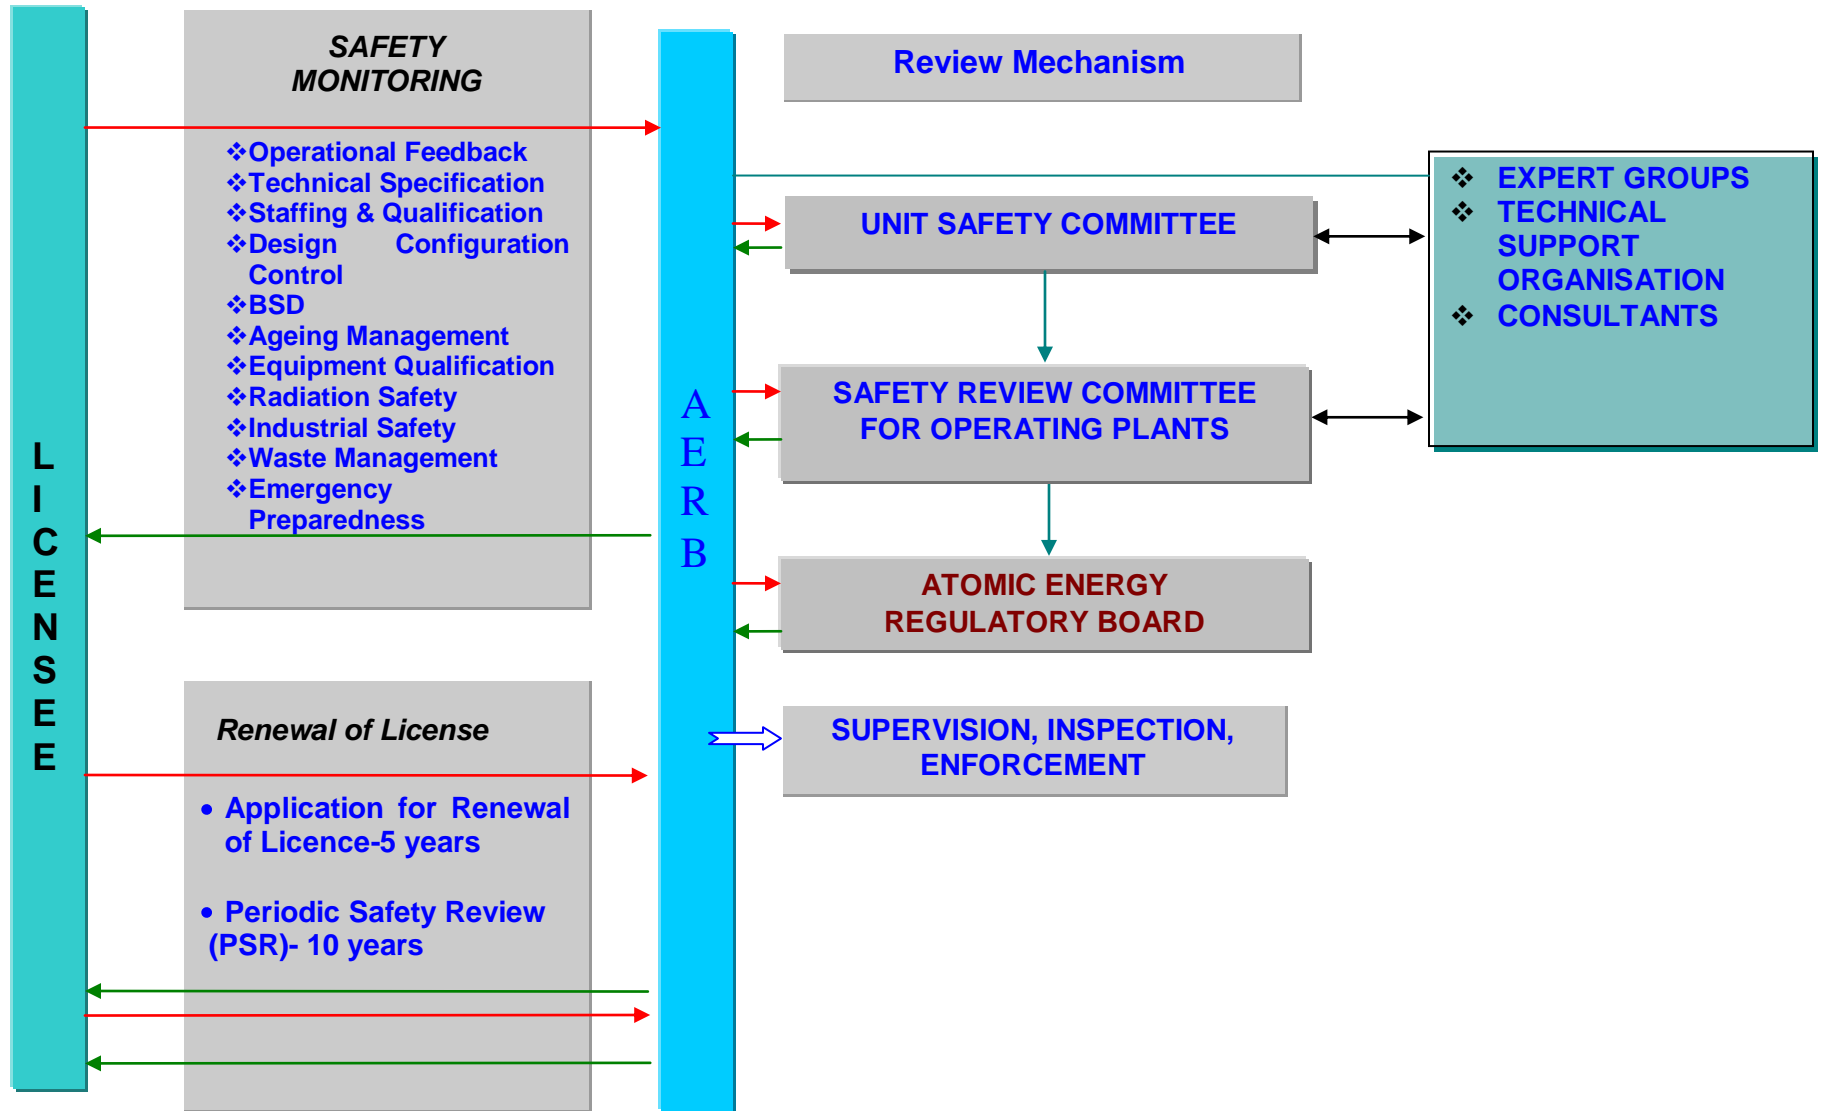 L
I
C
E
N
S
E
E
SAFETY
MONITORING
❖Operational Feedback
❖Technical Specification
❖Staffing & Qualification
❖Design Configuration
Control
❖BSD
❖Ageing Management
❖Equipment Qualification
❖Radiation Safety
❖Industrial Safety
❖Waste Management
❖Emergency
Preparedness
Renewal of License
• Application for Renewal
of Licence-5 years
• Periodic Safety Review
(PSR)- 10 years
A
E
R
B
Review Mechanism
UNIT SAFETY COMMITTEE
SAFETY REVIEW COMMITTEE
FOR OPERATING PLANTS
ATOMIC ENERGY
REGULATORY BOARD
SUPERVISION, INSPECTION,
ENFORCEMENT
❖ EXPERT GROUPS
❖ TECHNICAL
SUPPORT
ORGANISATION
❖ CONSULTANTS